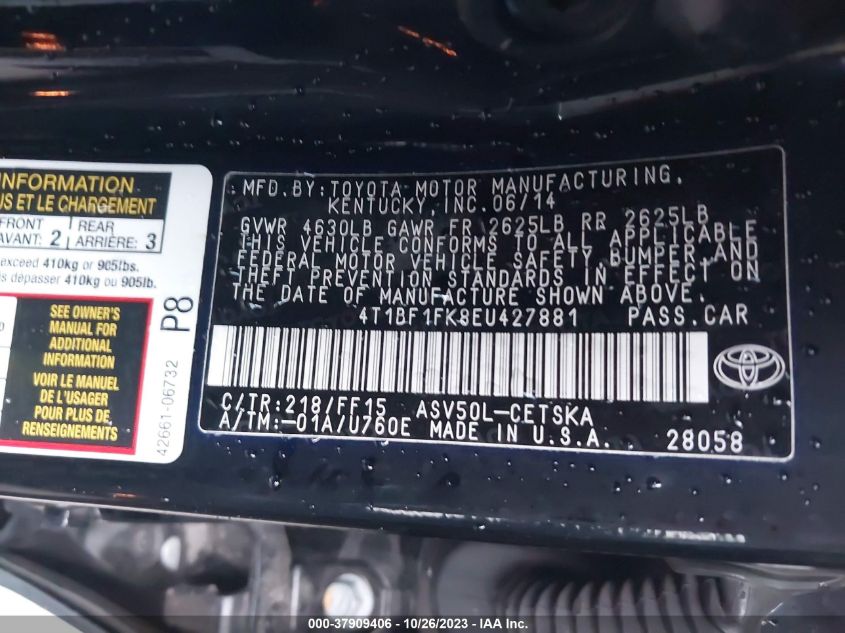 INFORMATION
US ET LE CHARGEMENT
FRONT
AVANT: 2
REAR
ARRIÈRE: 3
exceed 410kg or 905lbs.
is dépasser 410kg ou 905lb.
SEE OWNER'S
MANUAL FOR
ADDITIONAL
INFORMATION
VOIR LE MANUEL
DE L'USAGER
POUR PLUS DE
RENSEIGNEMENTS
P8
42661-06732
MFD. BY: TOYOTA MOTOR MANUFACTURING,
KENTUCKY, INC. 06/14
GVWR 4630LB GAWR FR 2625LB RR 2625LB
THIS VEHICLE CONFORMS TO ALL APPLICABLE
FEDERAL MOTOR VEHICLE SAFETY, BUMPER, AND
THEFT PREVENTION STANDARDS IN EFFECT ON
THE DATE OF MANUFACTURE SHOWN ABOVE.
4T1BF1FK8EU427881 PASS. CAR
C/TR: 218/FF15 ASV50L-CETSKA
A/TM: -01A/U760E MADE IN U.S.A. 28058
000-37909406 - 10/26/2023 - IAA Inc.